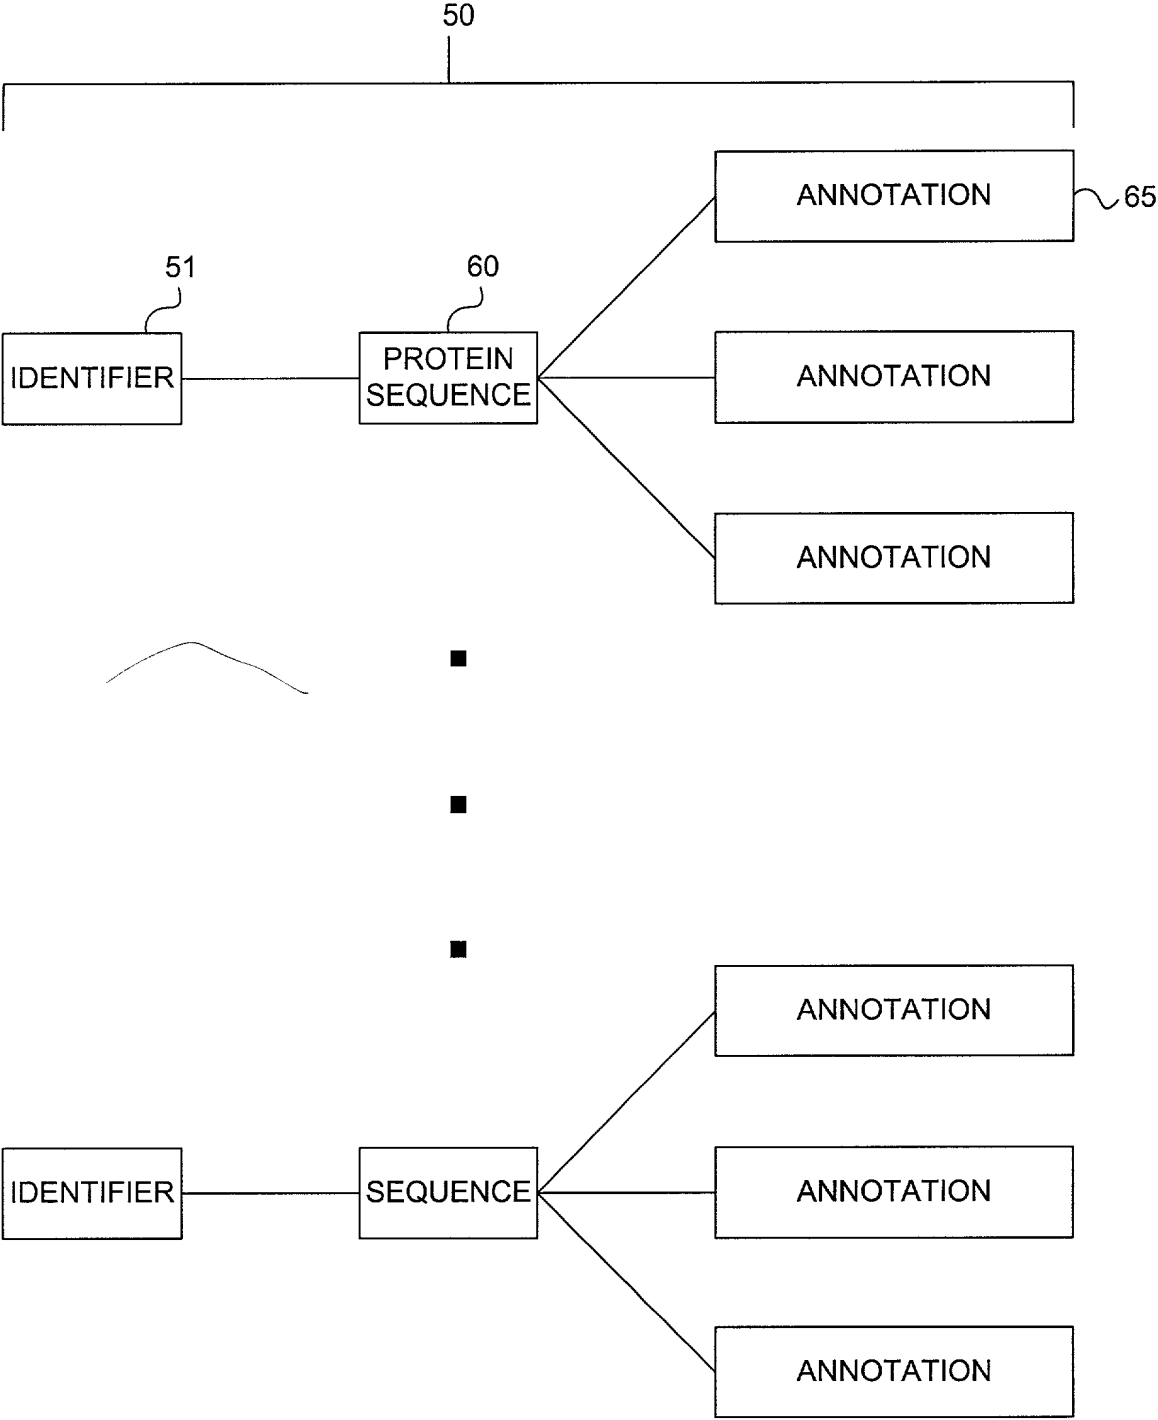 50
ANNOTATION
65
51
60
IDENTIFIER
PROTEIN
SEQUENCE
ANNOTATION
ANNOTATION
ANNOTATION
IDENTIFIER
SEQUENCE
ANNOTATION
ANNOTATION